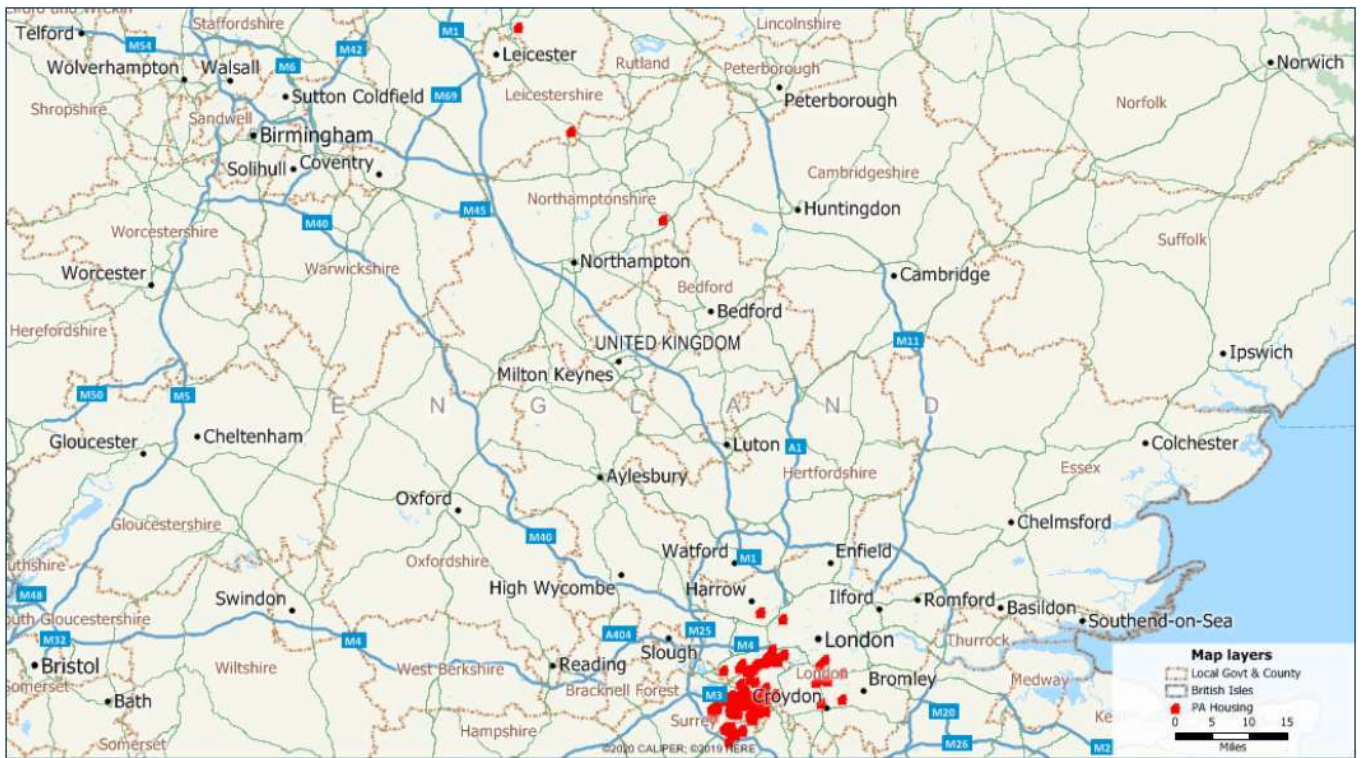 Telford and Wrekin
Staffordshire
Lincolnshire
Telford
M54
M42
M1
Leicester
Rutland
Peterborough
Norwich
Wolverhampton
Walsall
M6
M69
Leicestershire
Peterborough
Norfolk
Shropshire
Sutton Coldfield
Sandwell
Birmingham
Solihull
Coventry
Cambridgeshire
M45
Northamptonshire
Huntingdon
M40
Worcestershire
Suffolk
Worcester
Warwickshire
Northampton
Cambridge
Bedford
Bedford
Herefordshire
UNITED KINGDOM
M11
Milton Keynes
Ipswich
M50
M5
E N G L A N D
Gloucester
Cheltenham
Luton
A1
Colchester
Hertfordshire
Essex
Aylesbury
Oxford
Gloucestershire
Chelmsford
M40
Oxfordshire
Watford
M1
Enfield
High Wycombe
Harrow
Ilford
Romford
M48
Swindon
Basildon
South Gloucestershire
Southend-on-Sea
M32
M4
A404
M25
M4
London
Thurrock
Slough
Bristol
Wiltshire
West Berkshire
Reading
London
Medway
Somerset
Bracknell Forest
Bromley
Bath
M3
Croydon
M20
Surrey
Somerset
Hampshire
M26
M2
©2020 CALIPER; ©2019 HERE
Map layers
Local Govt & County
British Isles
PA Housing
0 5 10 15
Miles